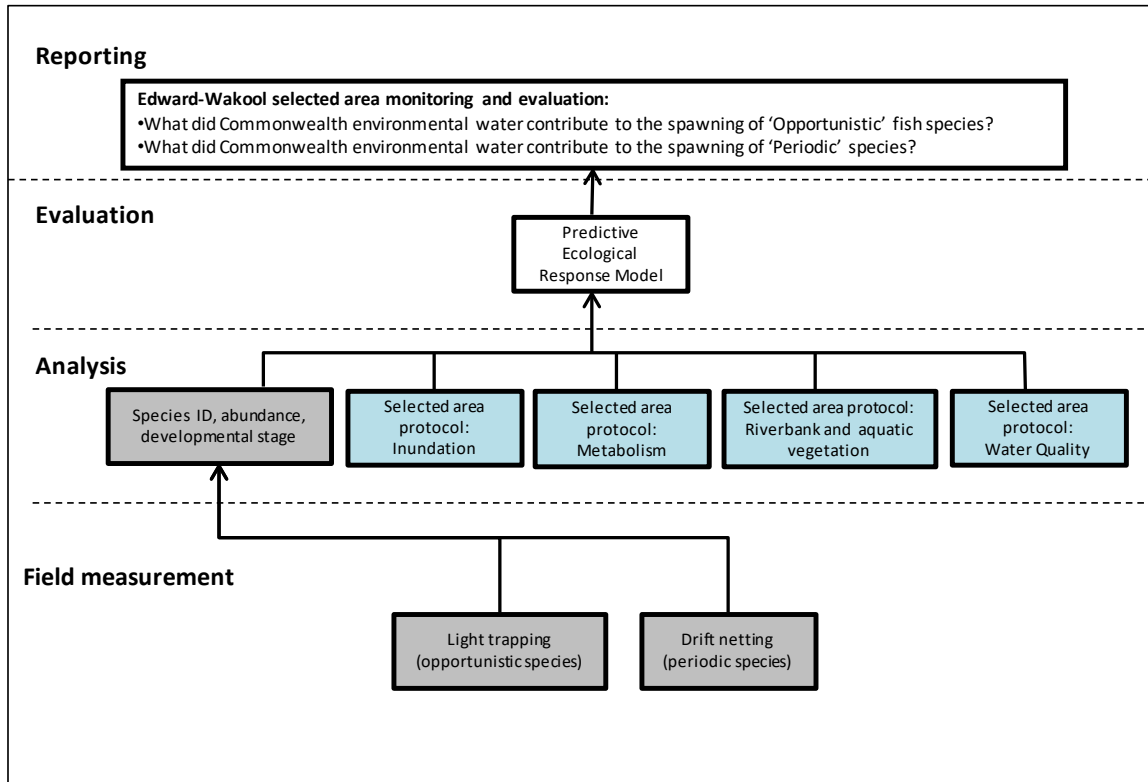 Reporting
Edward-Wakool selected area monitoring and evaluation:
•What did Commonwealth environmental water contribute to the spawning of ‘Opportunistic’ fish species?
•What did Commonwealth environmental water contribute to the spawning of ‘Periodic’ species?
Evaluation
Predictive
Ecological
Response Model
Analysis
Species ID, abundance,
developmental stage
Selected area
protocol:
Inundation
Selected area
protocol:
Metabolism
Selected area protocol:
Riverbank and aquatic
vegetation
Selected area
protocol:
Water Quality
Field measurement
Light trapping
(opportunistic species)
Drift netting
(periodic species)